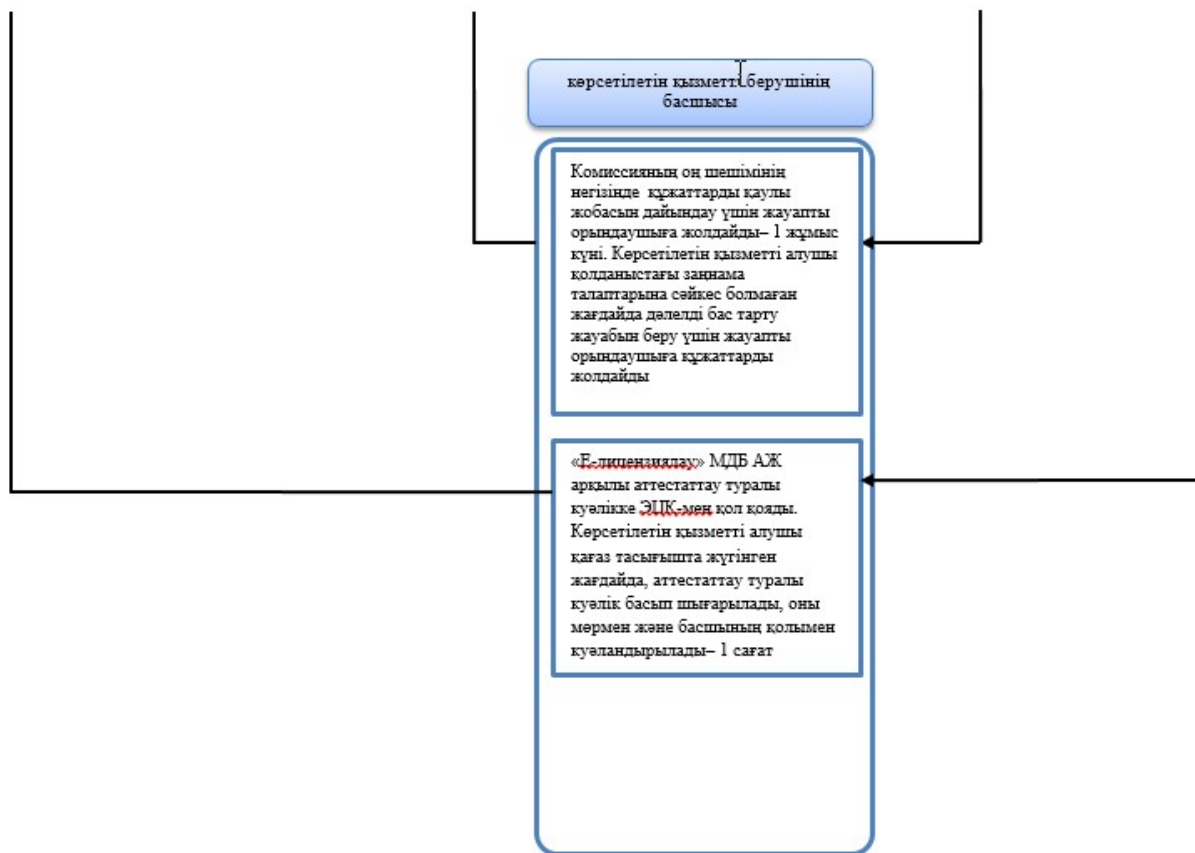 көрсетілетін қызметті берушінің
басшысы
Комиссияның оң шешімінің
негізінде құжаттарды қаулы
жобасын дайындау үшін жауапты
орындаушыға жолдайды– 1 жұмыс
күні. Көрсетілетін қызметті алушы
қолданыстағы заңнама
талаптарына сәйкес болмаған
жағдайда дәлелді бас тарту
жауабын беру үшін жауапты
орындаушыға құжаттарды
жолдайды
«Е-лицензиялау» МДБ АЖ
арқылы аттестаттау туралы
куәлікке ЭЦК-мен қол қояды.
Көрсетілетін қызметті алушы
қағаз тасығышта жүгінген
жағдайда, аттестаттау туралы
куәлік басып шығарылады, оны
мөрмен және басшының қолымен
куәландырылады– 1 сағат